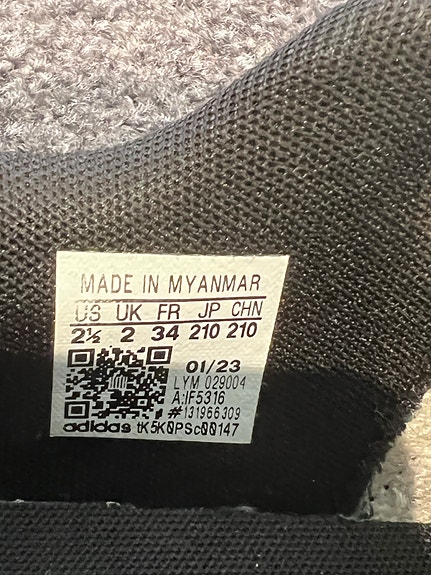 MADE IN MYANMAR
US UK FR JP CHN
2½ 2 34 210 210
01/23
LYM 029004
A:IF5316
#131966309
adidas tK5K0PSc00147